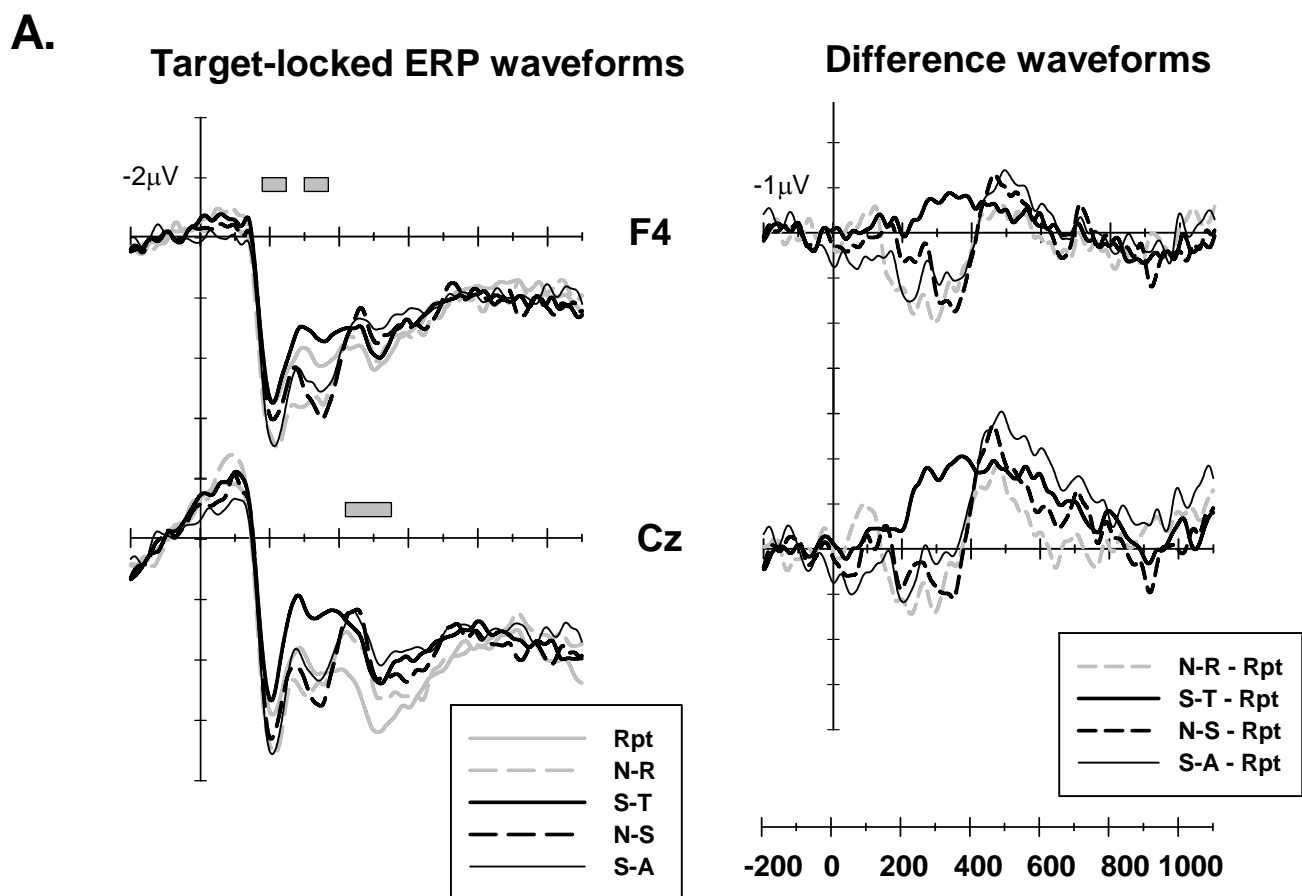 A.
Target-locked ERP waveforms
Difference waveforms
-2μV
-1μV
F4
Cz
Rpt
N-R
S-T
N-S
S-A
N-R - Rpt
S-T - Rpt
N-S - Rpt
S-A - Rpt
-200 0 200 400 600 800 1000